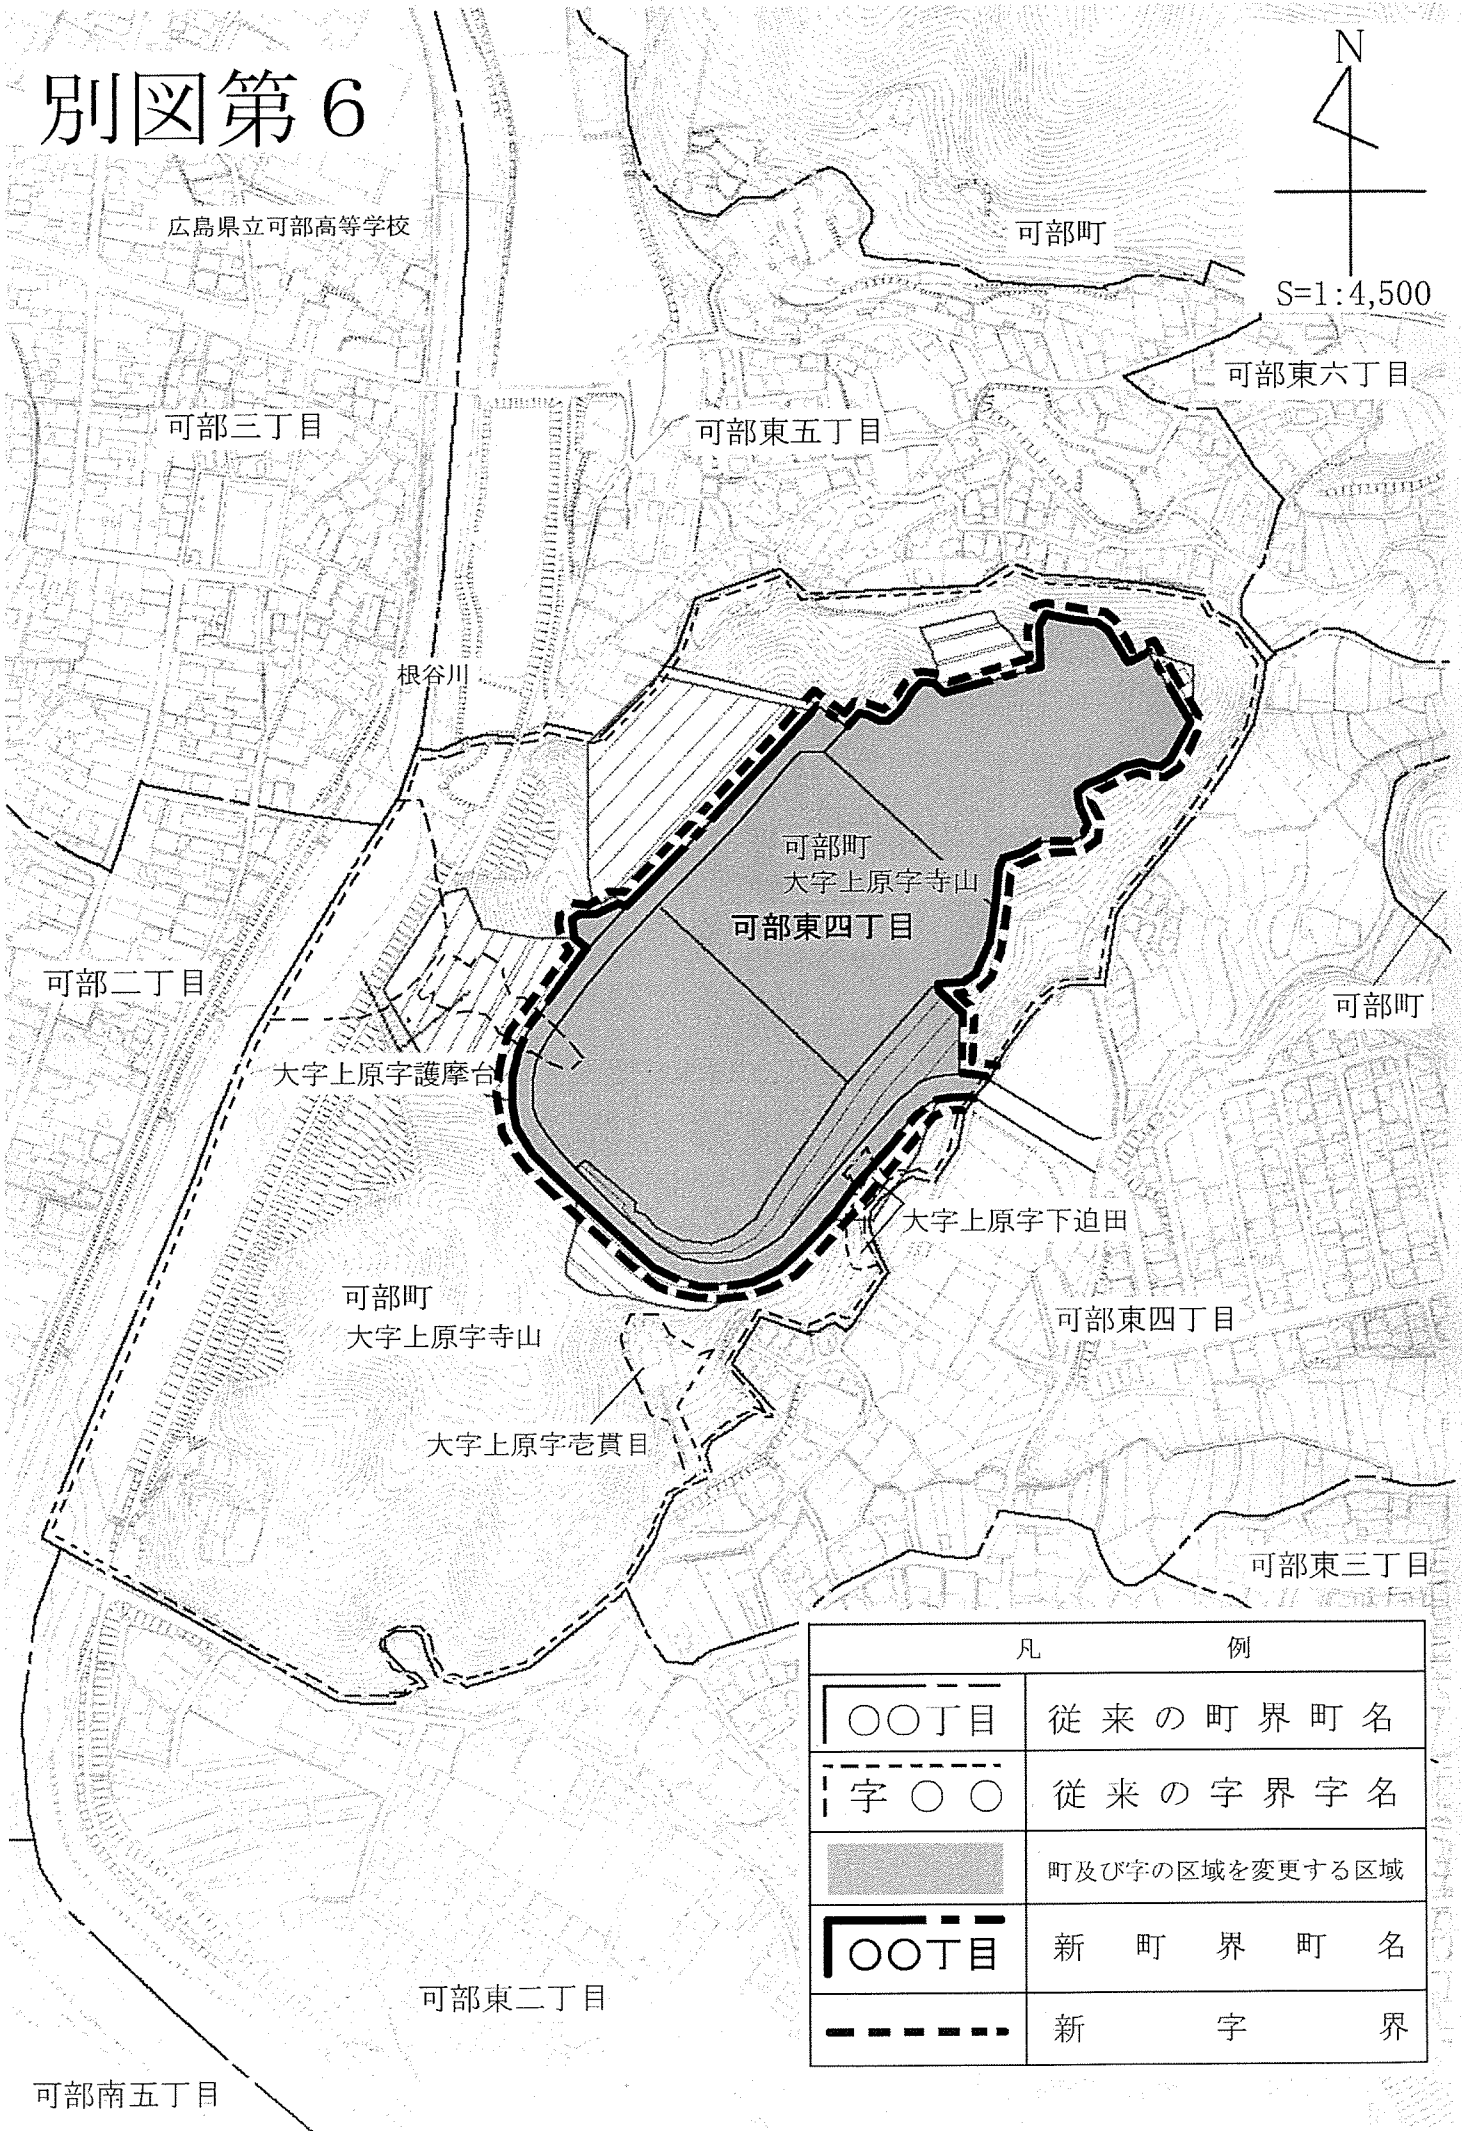 別図第6
N
S=1:4,500
広島県立可部高等学校
可部町
可部東六丁目
可部三丁目
可部東五丁目
根谷川
可部町
大字上原字寺山
可部東四丁目
可部二丁目
可部町
大字上原字護摩台
大字上原字下迫田
可部町
大字上原字寺山
可部東四丁目
大字上原字壱貫目
可部東三丁目
凡例
○○丁目 従来の町界町名
字○○ 従来の字界字名
町及び字の区域を変更する区域
○○丁目 新町界町名
新字界
可部東二丁目
可部南五丁目